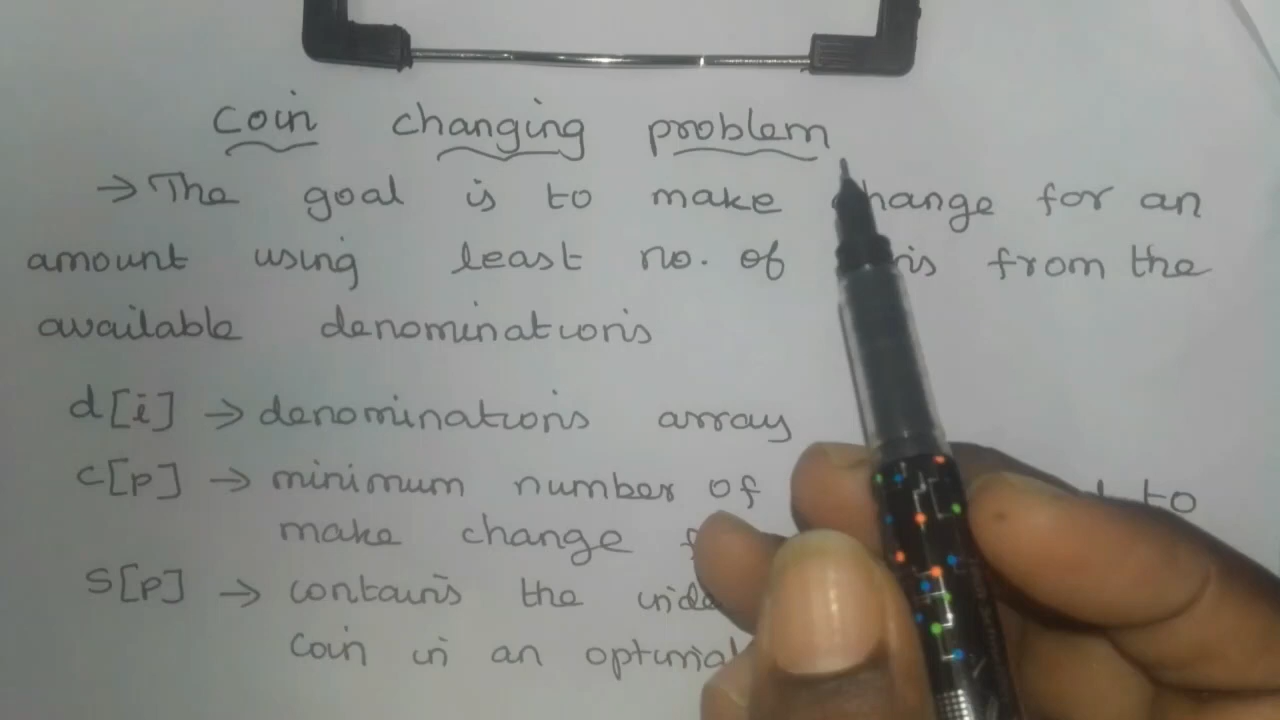 coin changing problem
→ The goal is to make change for an
amount using least no. of from the
available denominations
d[i] → denominations array
c[p] → minimum number of to
make change
s[p] → contains the
coin in an optimal